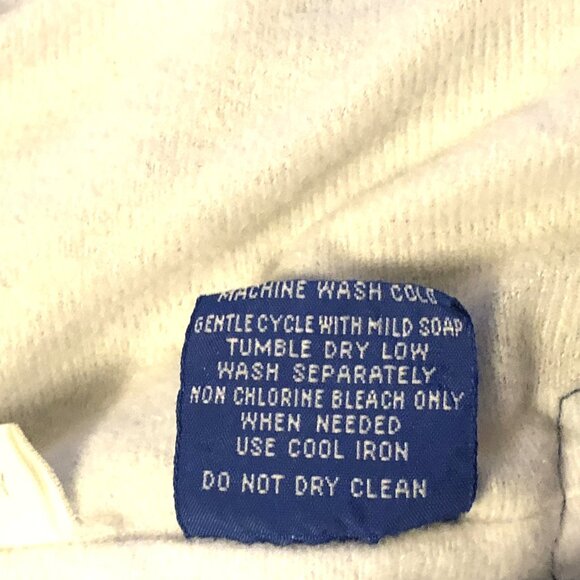 MACHINE WASH COLD
GENTLE CYCLE WITH MILD SOAP
TUMBLE DRY LOW
WASH SEPARATELY
NON CHLORINE BLEACH ONLY
WHEN NEEDED
USE COOL IRON
DO NOT DRY CLEAN